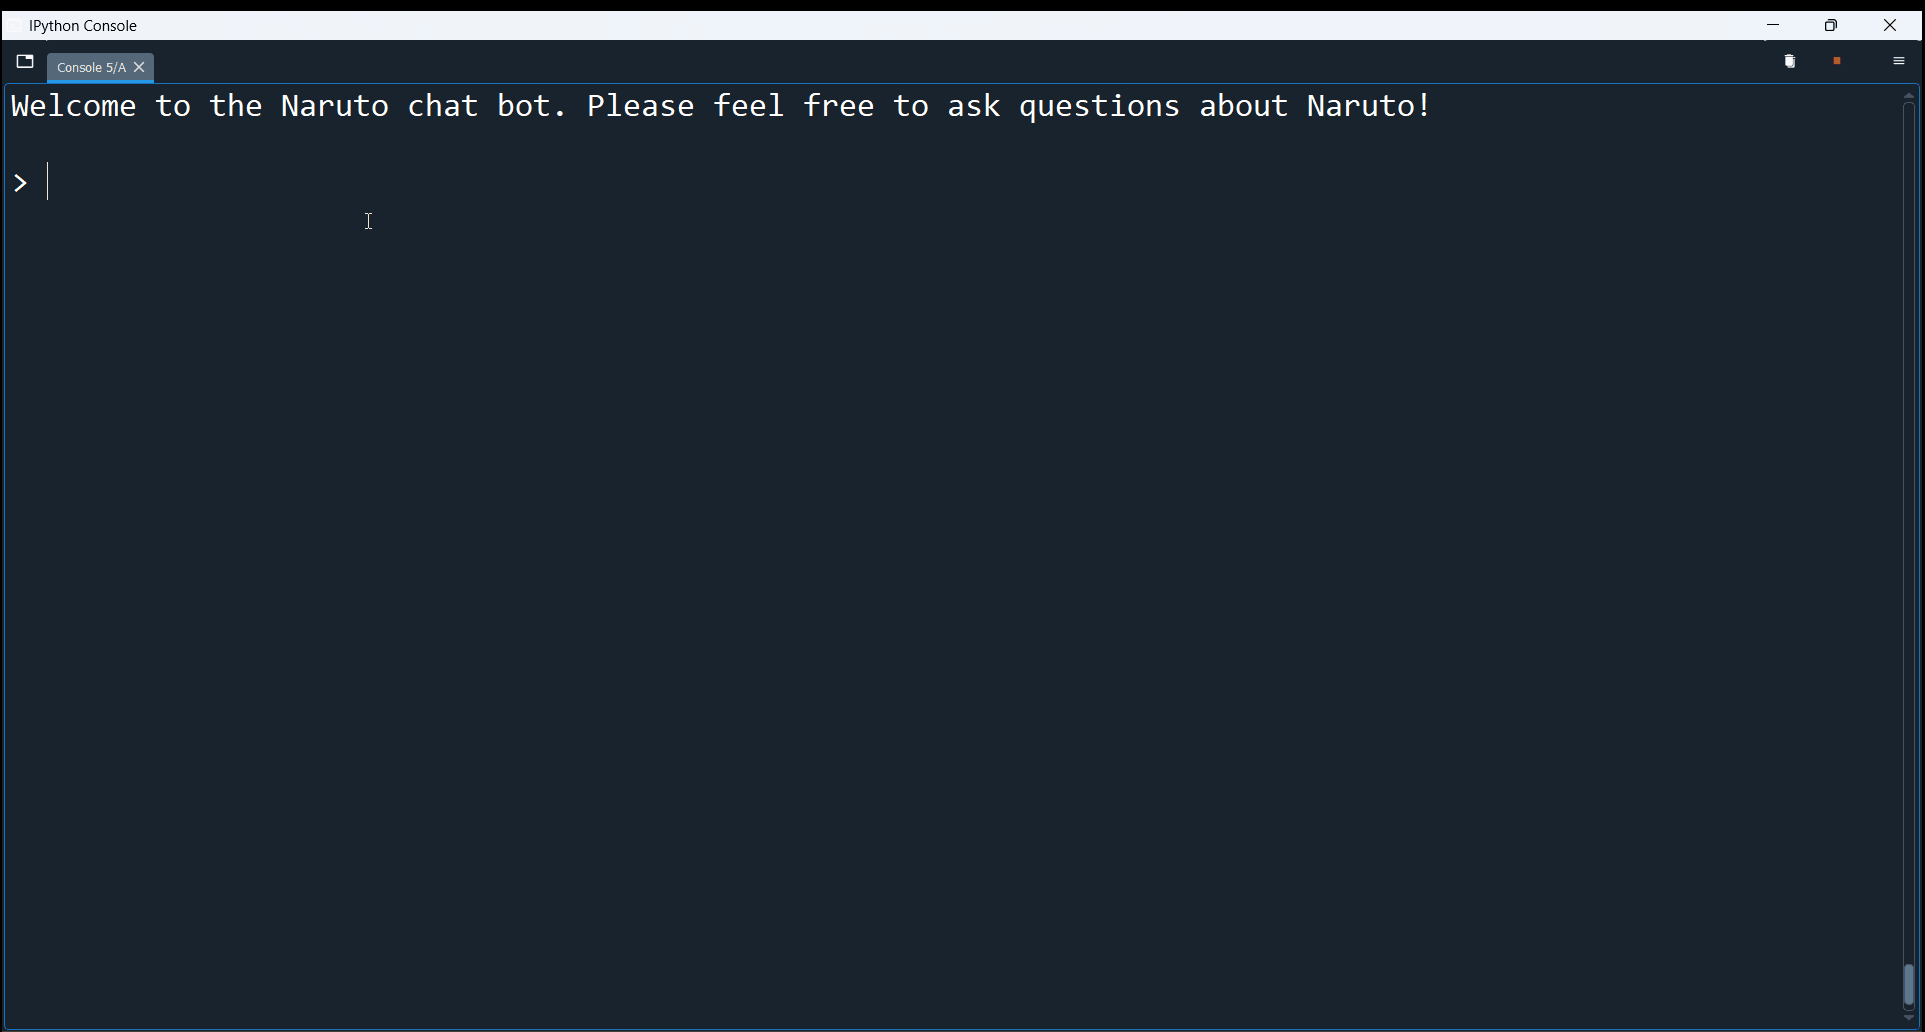 IPython Console
Console 5/A
Welcome to the Naruto chat bot. Please feel free to ask questions about Naruto!
>